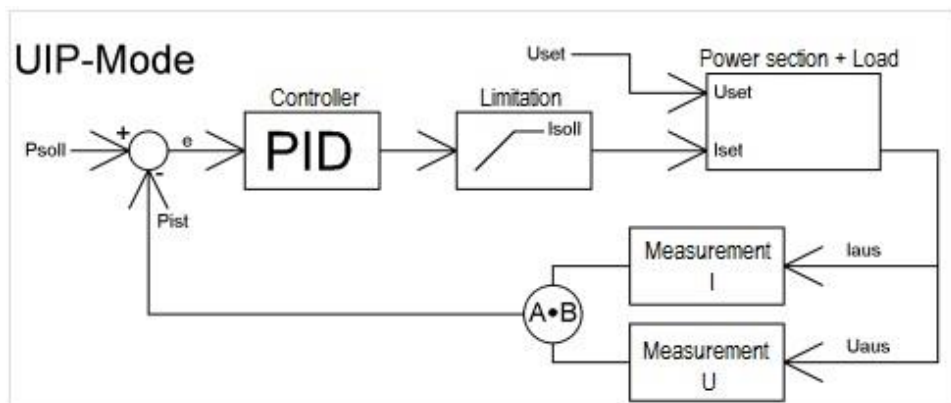 UIP-Mode
Uset
Power section + Load
Uset
Iset
Controller
PID
Limitation
Isoll
Psoll
+
e
-
Pist
Measurement
I
Iaus
A•B
Measurement
U
Uaus